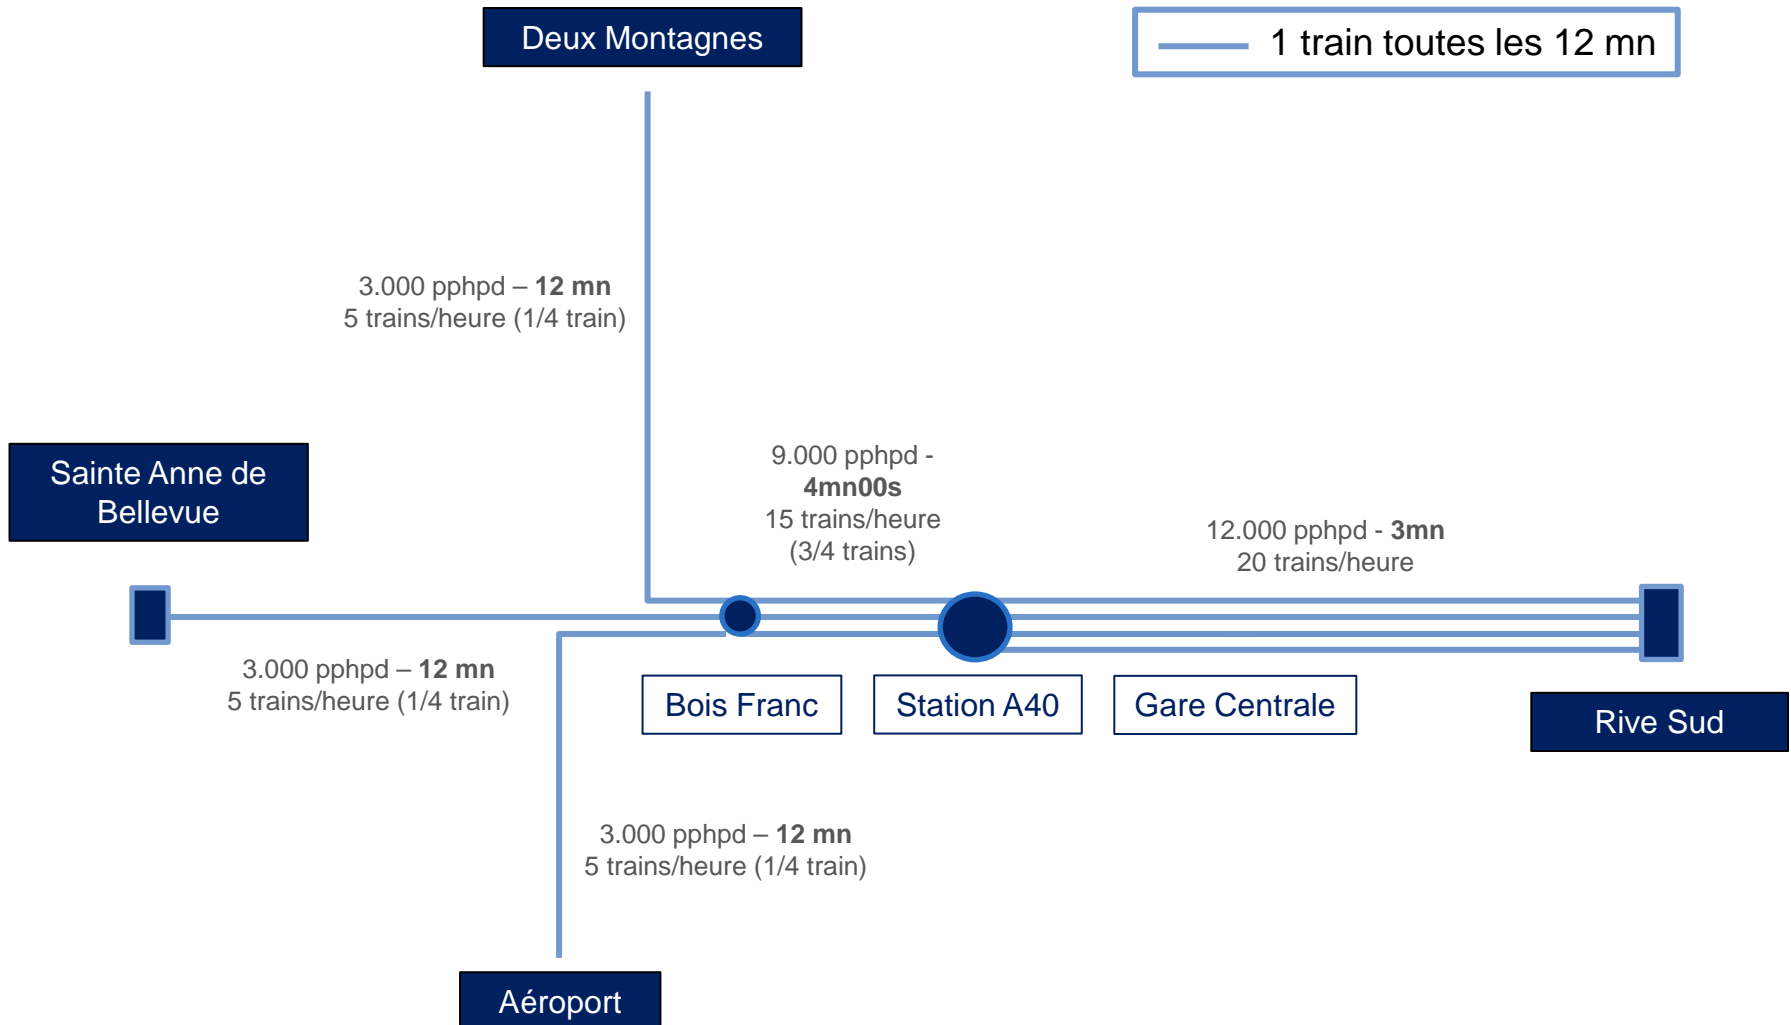 Deux Montagnes
1 train toutes les 12 mn
3.000 pphpd – 12 mn
5 trains/heure (1/4 train)
Sainte Anne de
Bellevue
9.000 pphpd -
4mn00s
15 trains/heure
(3/4 trains)
12.000 pphpd - 3mn
20 trains/heure
3.000 pphpd – 12 mn
5 trains/heure (1/4 train)
Bois Franc
Station A40
Gare Centrale
Rive Sud
3.000 pphpd – 12 mn
5 trains/heure (1/4 train)
Aéroport